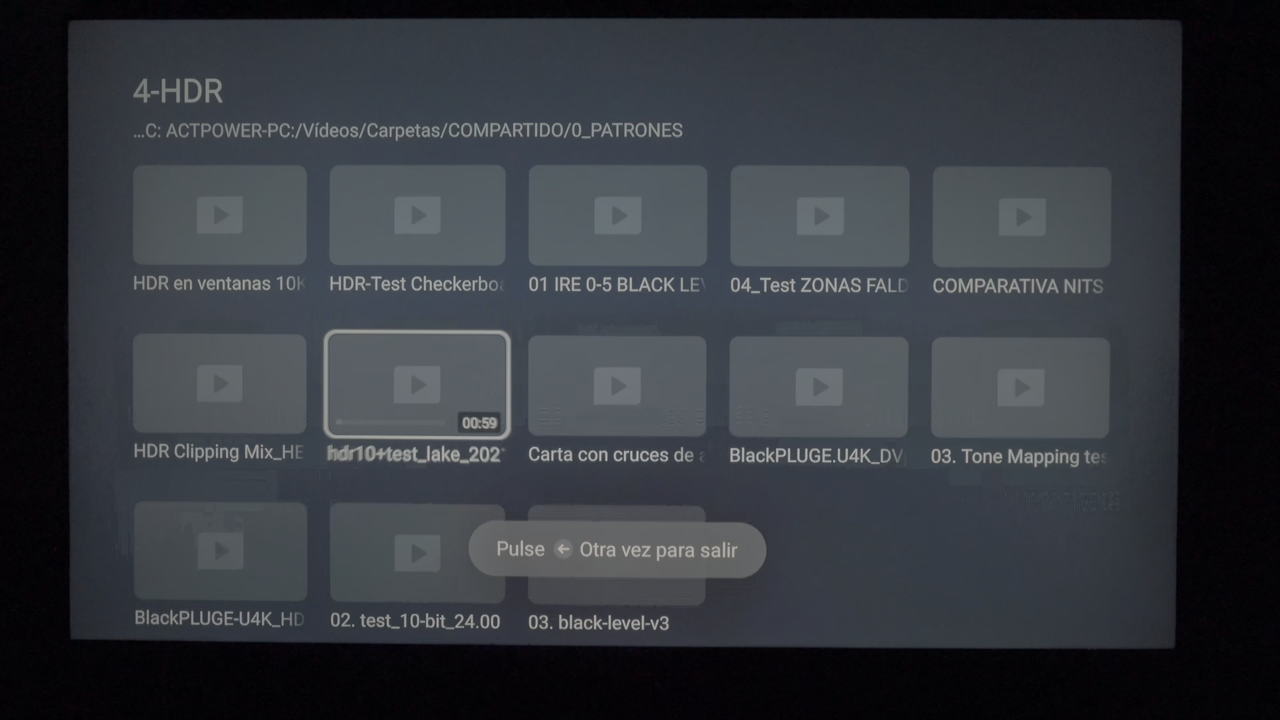 4-HDR
...C: ACTPOWER-PC:/Vídeos/Carpetas/COMPARTIDO/0_PATRONES
HDR en ventanas 10K
HDR-Test Checkerbo
01 IRE 0-5 BLACK LEV
04_Test ZONAS FALD
COMPARATIVA NITS
00:59
HDR Clipping Mix_HE
hdr10+test_lake_202
Carta con cruces de a
BlackPLUGE.U4K_DV
03. Tone Mapping tes
Pulse ← Otra vez para salir
BlackPLUGE-U4K_HD
02. test_10-bit_24.00
03. black-level-v3